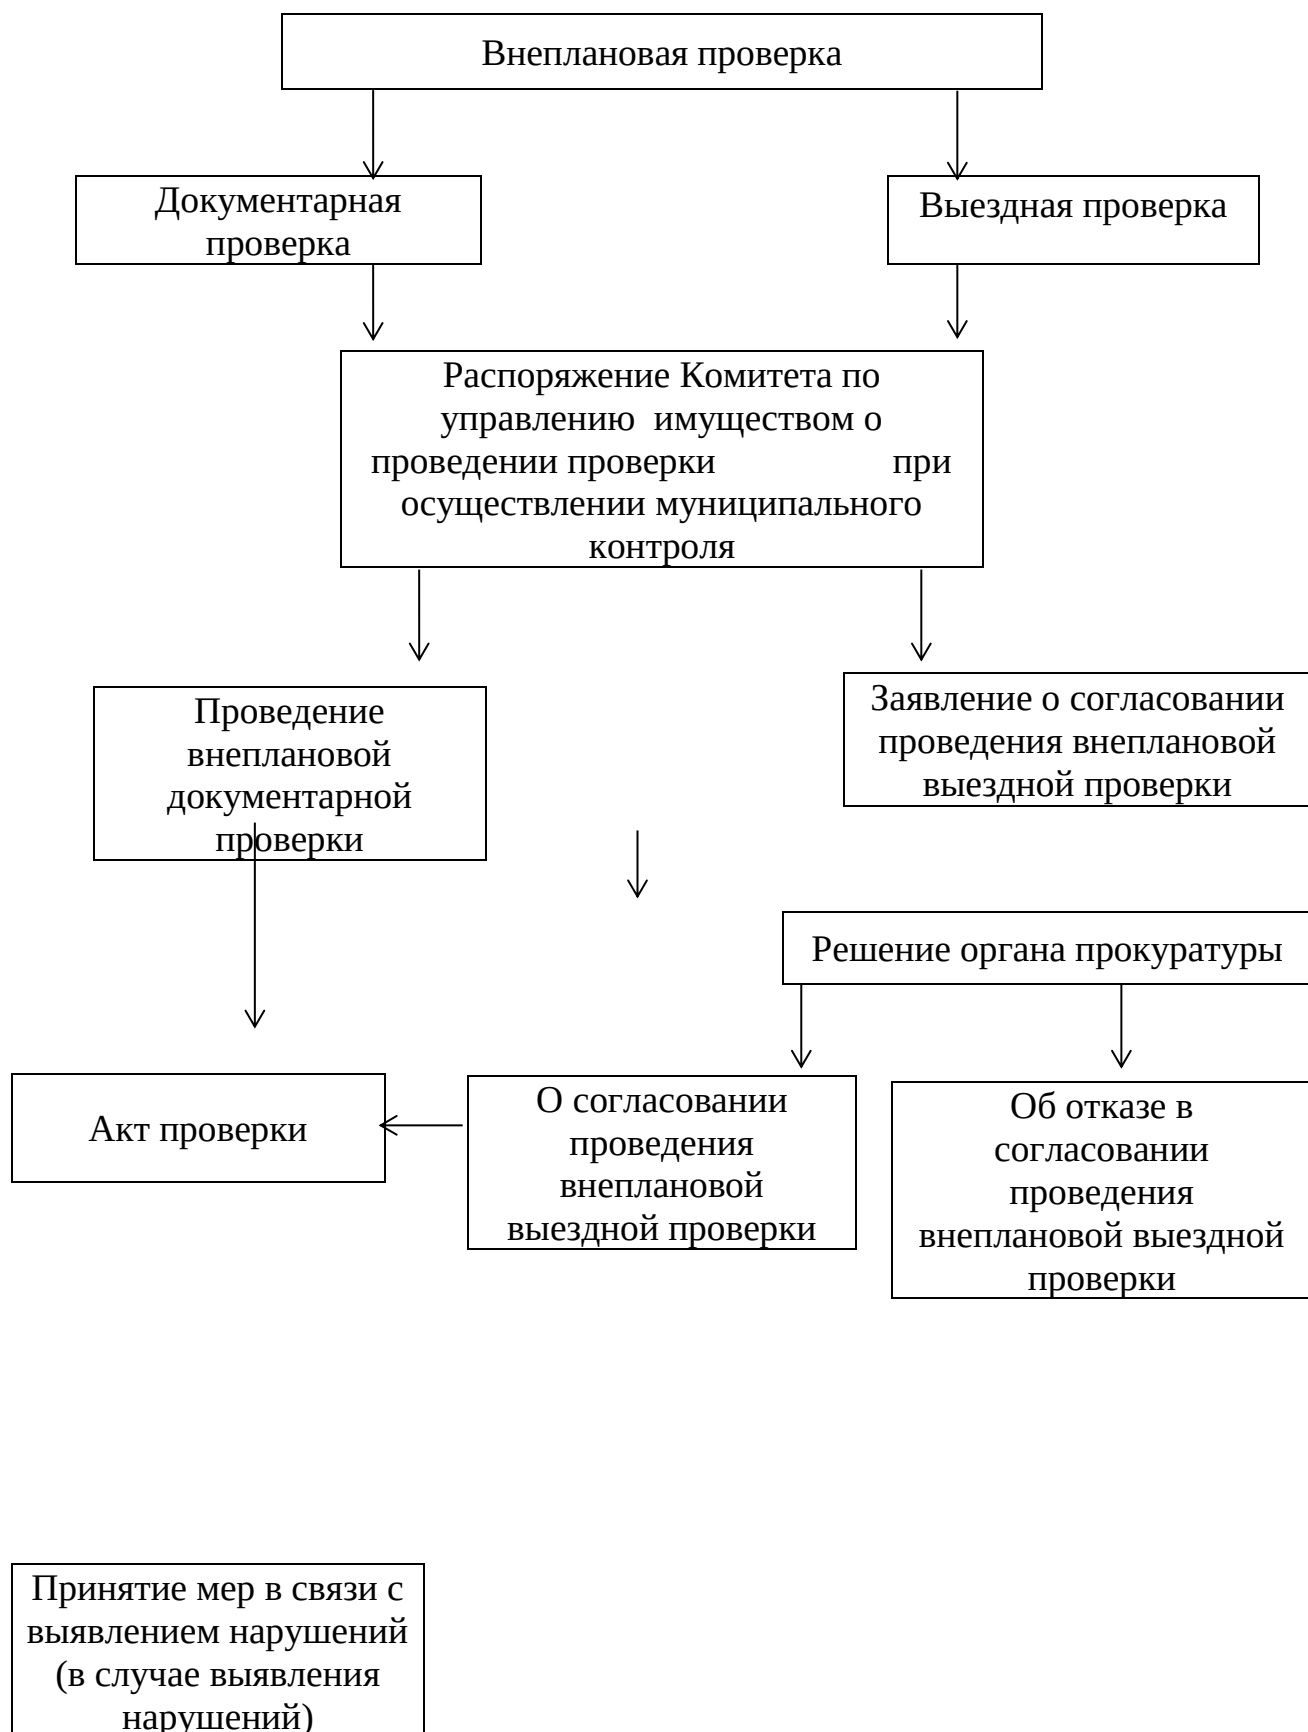 Внеплановая проверка
Документарная
проверка
Выездная проверка
Распоряжение Комитета по
управлению  имуществом о
проведении проверки при
осуществлении муниципального
контроля
Проведение
внеплановой
документарной
проверки
Заявление о согласовании
проведения внеплановой
выездной проверки
Решение органа прокуратуры
Акт проверки
О согласовании
проведения
внеплановой
выездной проверки
Об отказе в
согласовании
проведения
внеплановой выездной
проверки
Принятие мер в связи с
выявлением нарушений
(в случае выявления
нарушений)